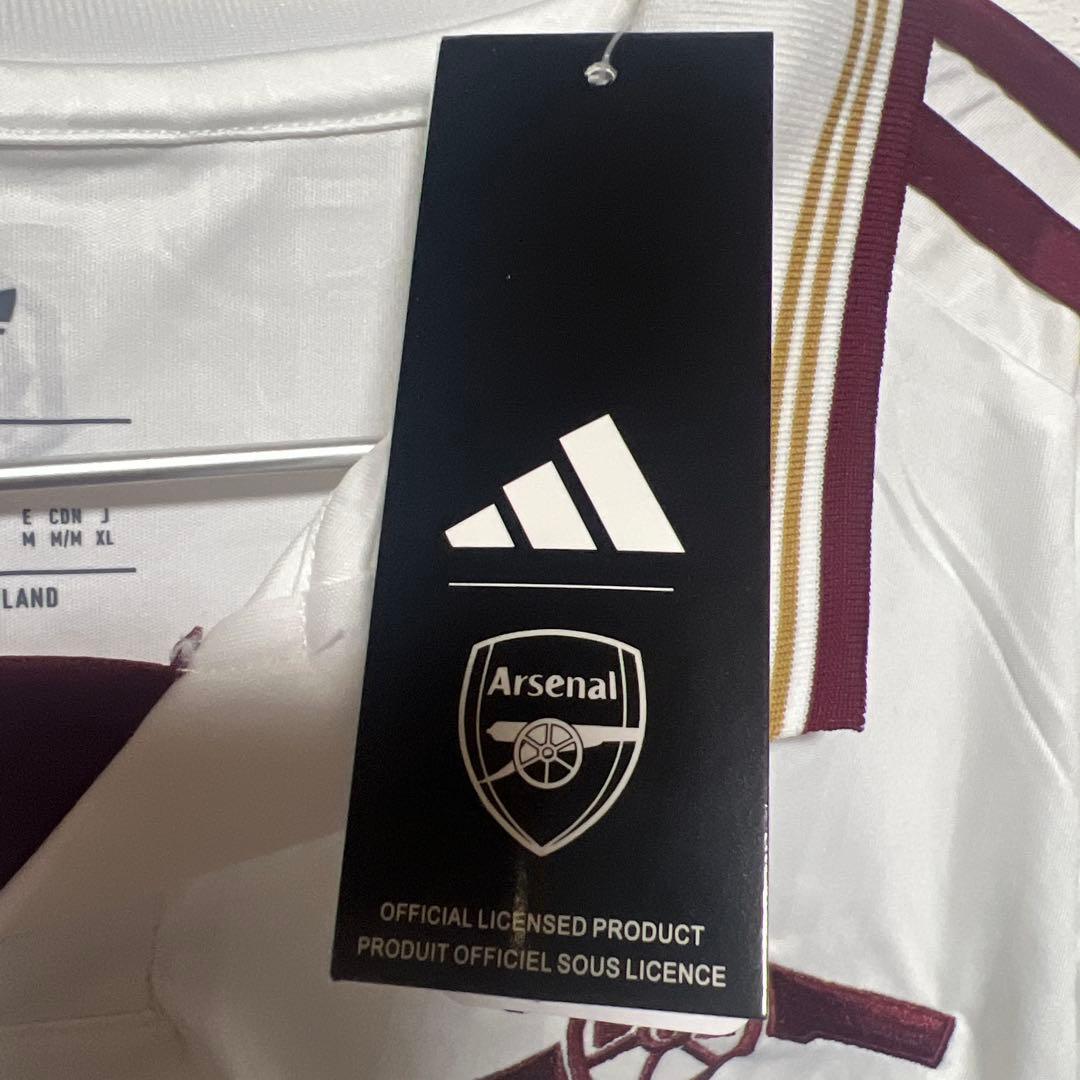 E CDN J
M M/M XL
LAND
Arsenal
OFFICIAL LICENSED PRODUCT
PRODUIT OFFICIEL SOUS LICENCE